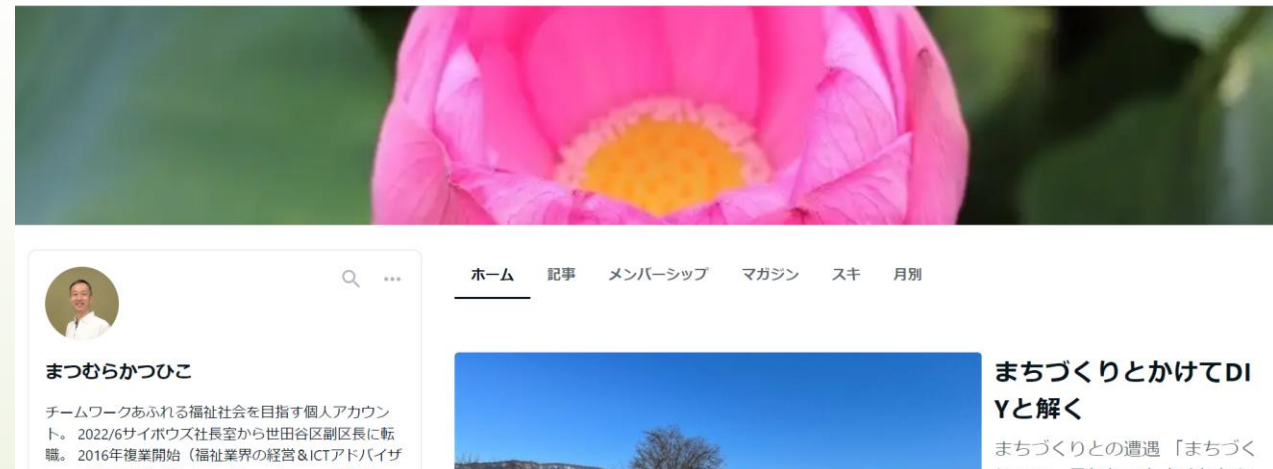 ホーム 記事 メンバーシップ マガジン スキ 月別
まつむらかつひこ
チームワークあふれる福祉社会を目指す個人アカウン
ト。 2022/6サイボウズ社長室から世田谷区副区長に転
職。 2016年複業開始（福祉業界の経営＆ICTアドバイザ
まちづくりとかけてDI
Yと解く
まちづくりとの遭遇 「まちづく